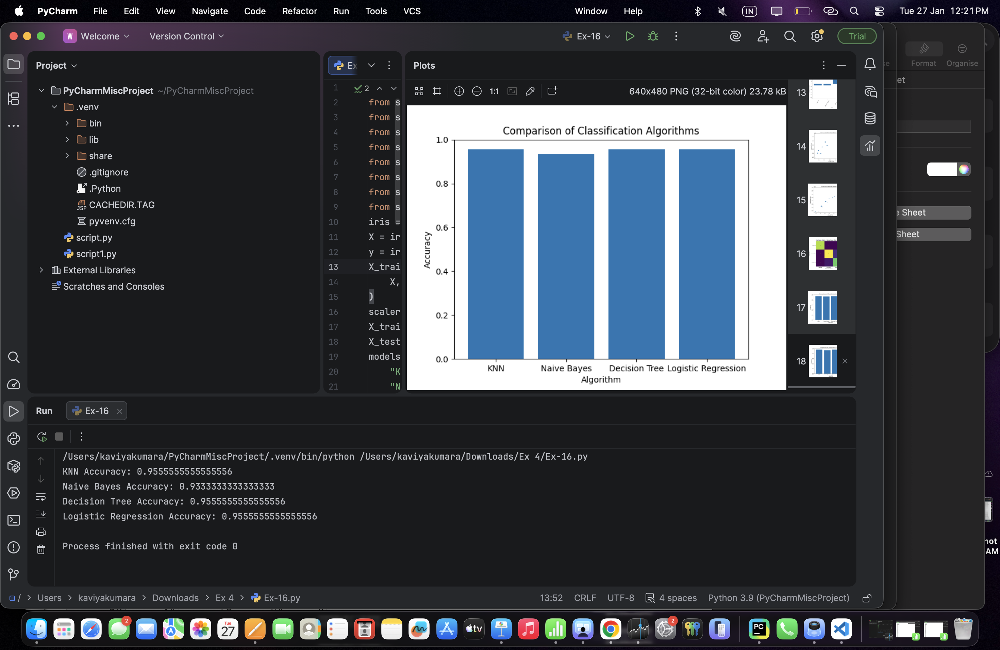 PyCharm File Edit View Navigate Code Refactor Run Tools VCS Window Help IN Tue 27 Jan 12:21 PM
W Welcome Version Control Ex-16 Trial
Format Organise
Project
PyCharmMiscProject ~/PyCharmMiscProject
.venv
bin
lib
share
.gitignore
.Python
JSP CACHEDIR.TAG
pyvenv.cfg
script.py
script1.py
External Libraries
Scratches and Consoles
Ex
2
1
2 from s
3 from s
4 from s
5 from s
6 from s
7 from s
8 from s
9 from s
10 iris =
11 X = ir
12 y = ir
13 X_trai
14 X,
15 )
16 scaler
17 X_trai
18 X_test_
19 models
20 "K
21 "N
Plots
1:1 640x480 PNG (32-bit color) 23.78 kB
Comparison of Classification Algorithms
1.0
0.8
0.6
0.4
0.2
0.0
Accuracy
KNN Naive Bayes Decision Tree Logistic Regression
Algorithm
13
14
15
16
17
18
et
Sheet
Sheet
Run Ex-16
/Users/kaviyakumara/PyCharmMiscProject/.venv/bin/python /Users/kaviyakumara/Downloads/Ex 4/Ex-16.py
KNN Accuracy: 0.9555555555555556
Naive Bayes Accuracy: 0.9333333333333333
Decision Tree Accuracy: 0.9555555555555556
Logistic Regression Accuracy: 0.9555555555555556
Process finished with exit code 0
not
AM
/ > Users > kaviyakumara > Downloads > Ex 4 > Ex-16.py 13:52 CRLF UTF-8 4 spaces Python 3.9 (PyCharmMiscProject)
2 Tue 27 tv 2 PC